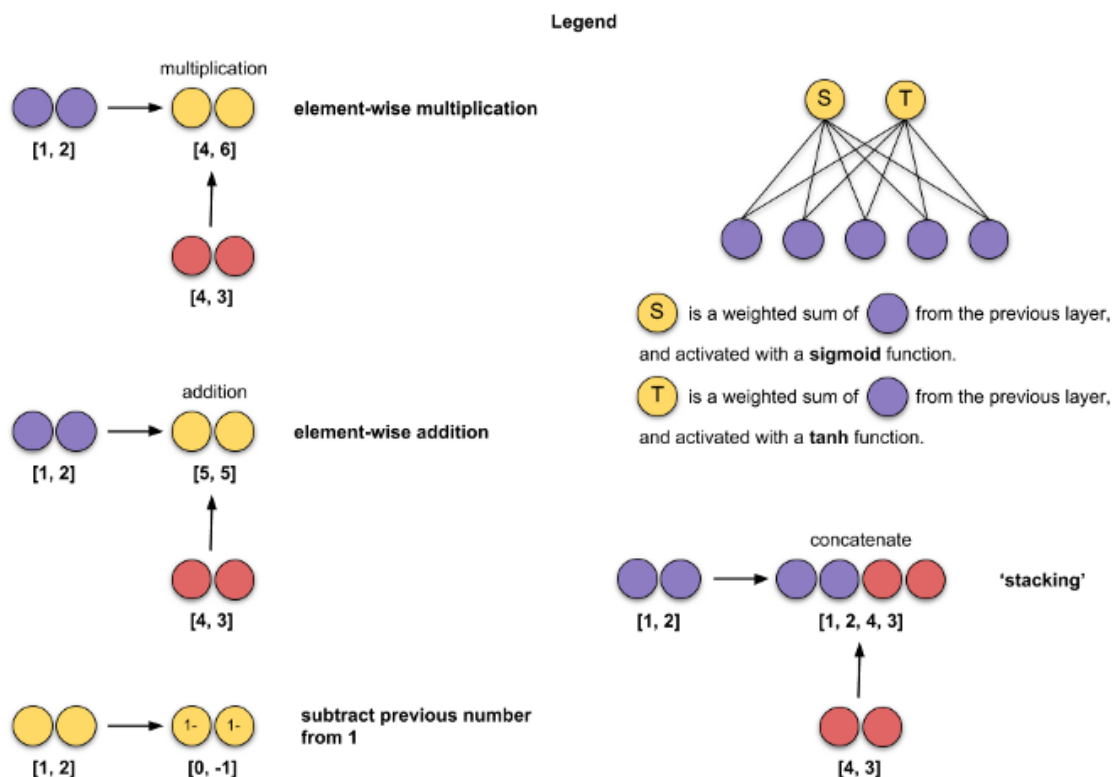 Legend
multiplication
element-wise multiplication
[1, 2]
[4, 6]
[4, 3]
addition
element-wise addition
[1, 2]
[5, 5]
[4, 3]
1- 1-
subtract previous number
from 1
[1, 2]
[0, -1]
S T
S is a weighted sum of from the previous layer,
and activated with a sigmoid function.
T is a weighted sum of from the previous layer,
and activated with a tanh function.
concatenate
‘stacking’
[1, 2]
[1, 2, 4, 3]
[4, 3]